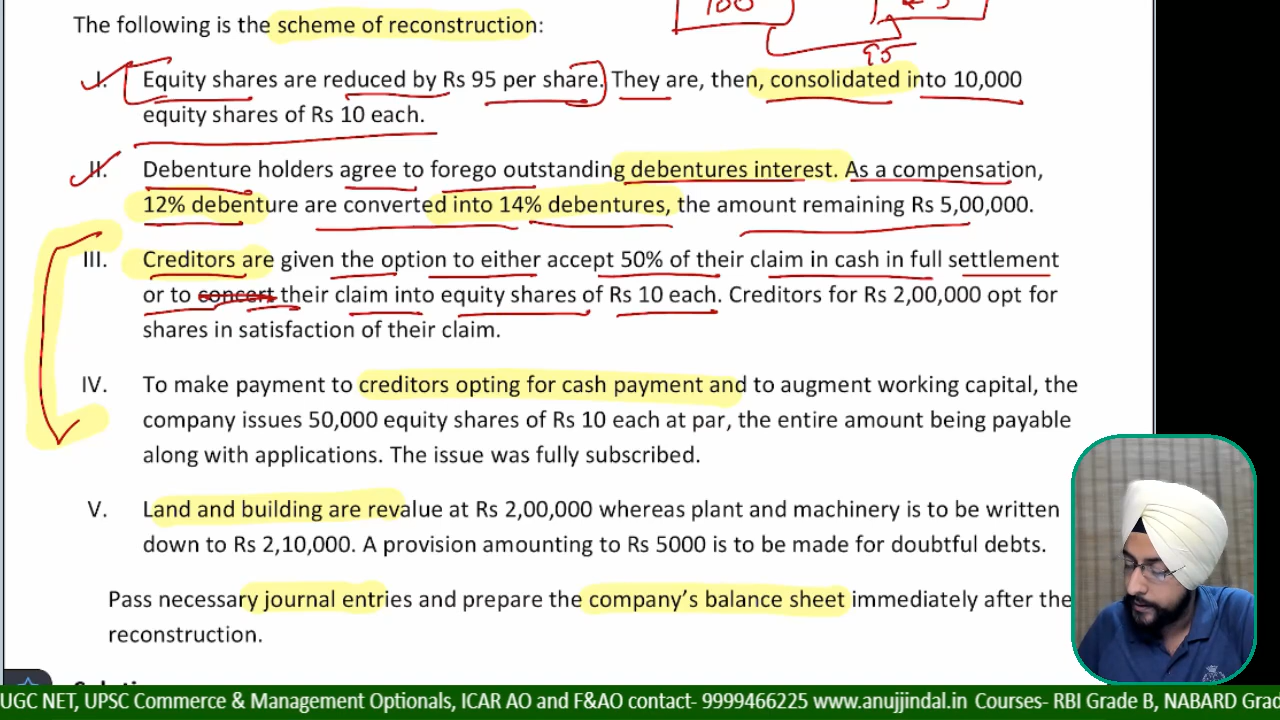 100
The following is the scheme of reconstruction:
95
I. Equity shares are reduced by Rs 95 per share. They are, then, consolidated into 10,000
equity shares of Rs 10 each.
II. Debenture holders agree to forego outstanding debentures interest. As a compensation,
12% debenture are converted into 14% debentures, the amount remaining Rs 5,00,000.
III. Creditors are given the option to either accept 50% of their claim in cash in full settlement
or to concert their claim into equity shares of Rs 10 each. Creditors for Rs 2,00,000 opt for
shares in satisfaction of their claim.
IV. To make payment to creditors opting for cash payment and to augment working capital, the
company issues 50,000 equity shares of Rs 10 each at par, the entire amount being payable
along with applications. The issue was fully subscribed.
V. Land and building are revalue at Rs 2,00,000 whereas plant and machinery is to be written
down to Rs 2,10,000. A provision amounting to Rs 5000 is to be made for doubtful debts.
Pass necessary journal entries and prepare the company's balance sheet immediately after the
reconstruction.
UGC NET, UPSC Commerce & Management Optionals, ICAR AO and F&AO contact- 9999466225 www.anujjindal.in Courses- RBI Grade B, NABARD Grad